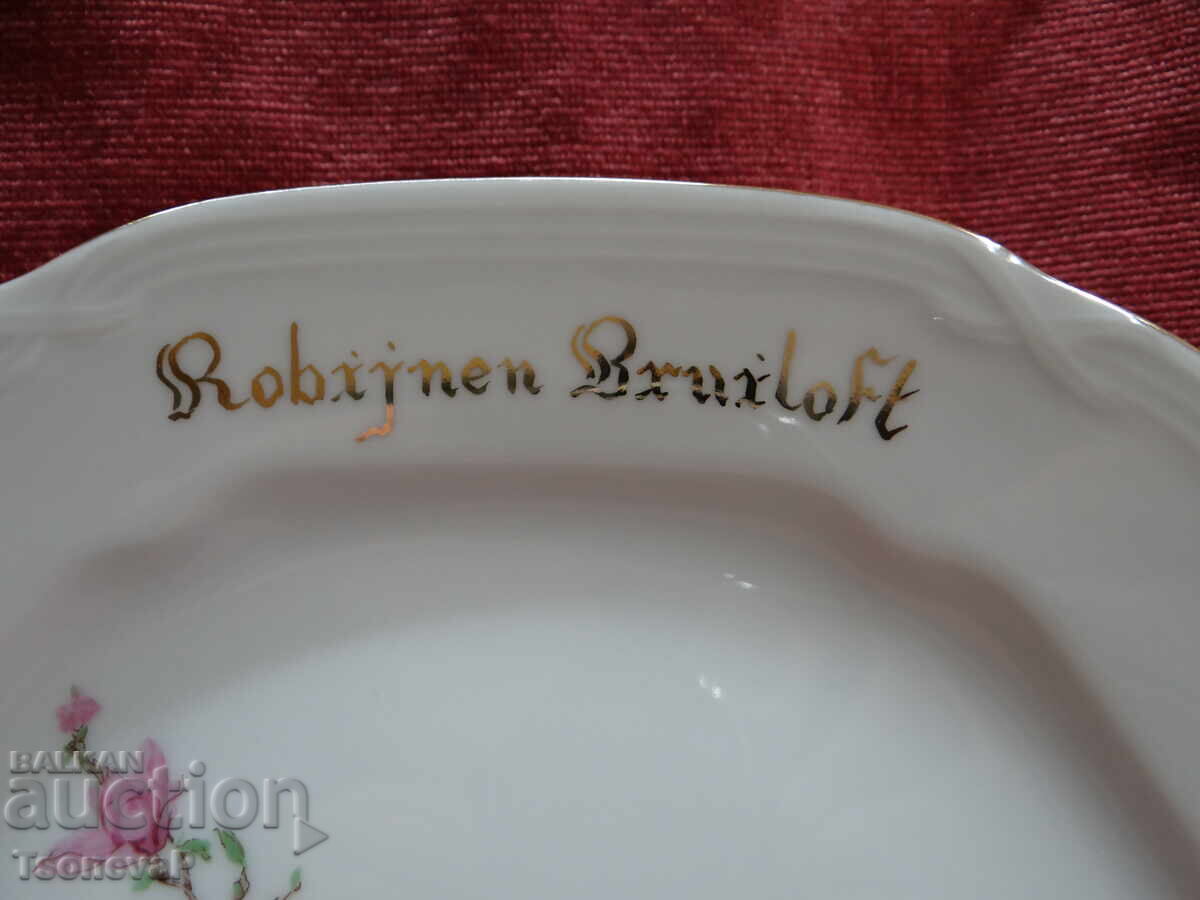 Robijnen Bruiloft
BALKAN
auction
TsonevaP